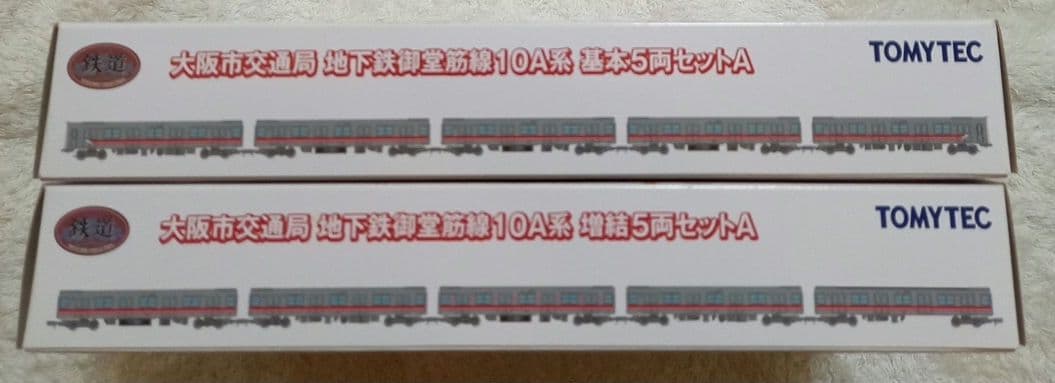 鉄道
大阪市交通局 地下鉄御堂筋線10A系 基本5両セットA
TOMYTEC
鉄道
大阪市交通局 地下鉄御堂筋線10A系 増結5両セットA
TOMYTEC